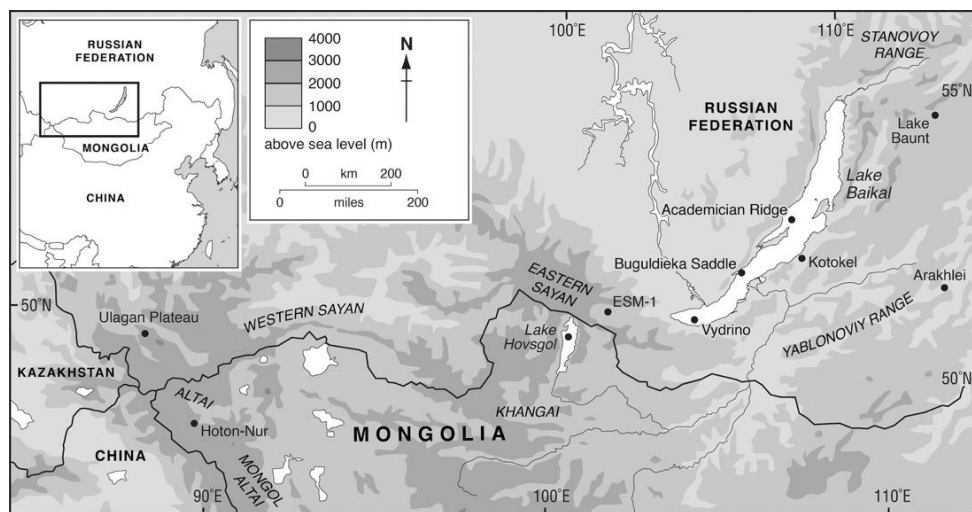 RUSSIAN
FEDERATION
MONGOLIA
CHINA
4000
3000
2000
1000
0
above sea level (m)
N
0 km 200
0 miles 200
100°E
110°E
STANOVOY
RANGE
55°N
RUSSIAN
FEDERATION
Lake
Baunt
Lake
Baikal
Academician Ridge
Buguldieka Saddle
Kotokel
Arakhlei
EASTERN
SAYAN
ESM-1
50°N
Ulagan Plateau
WESTERN SAYAN
Lake
Hovsgol
Vydrino
YABLONOVIY RANGE
KAZAKHSTAN
50°N
ALTAI
KHANGAI
Hoton-Nur
MONGOLIA
CHINA
MONGOL
ALTAI
90°E
100°E
110°E